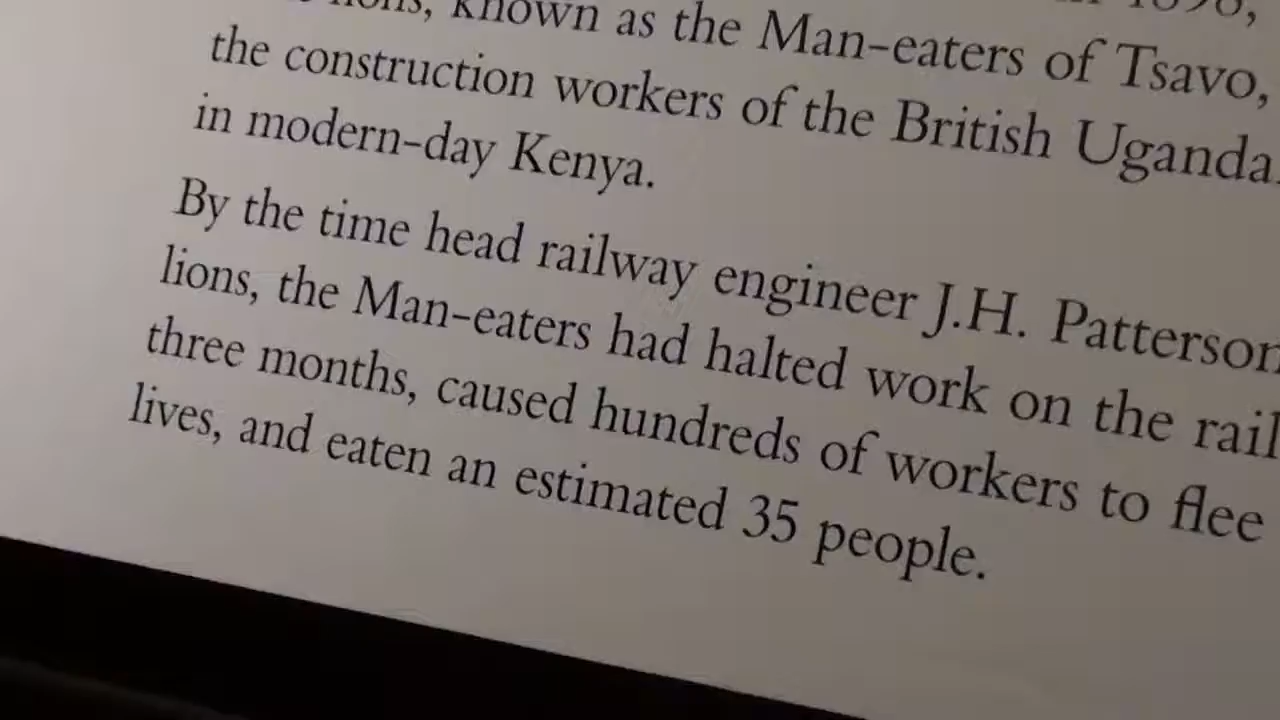 known as the Man-eaters of Tsavo,
the construction workers of the British Uganda
in modern-day Kenya.
By the time head railway engineer J.H. Patterson
lions, the Man-eaters had halted work on the rail
three months, caused hundreds of workers to flee
lives, and eaten an estimated 35 people.